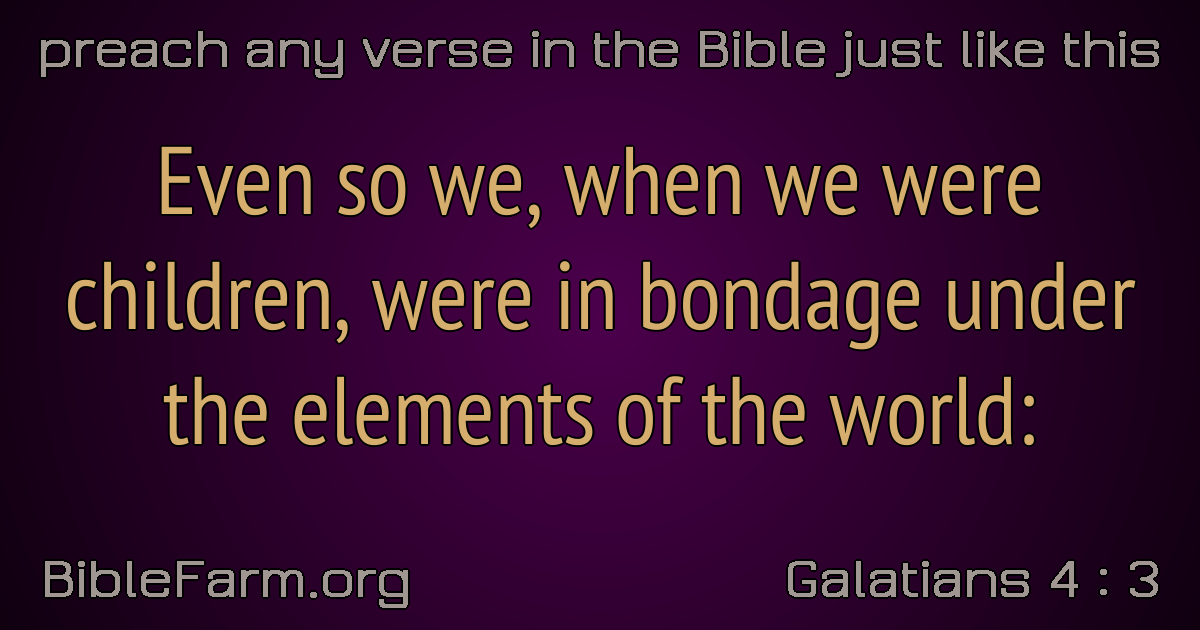 preach any verse in the Bible just like this
Even so we, when we were
children, were in bondage under
the elements of the world:
BibleFarm.org
Galatians 4 : 3